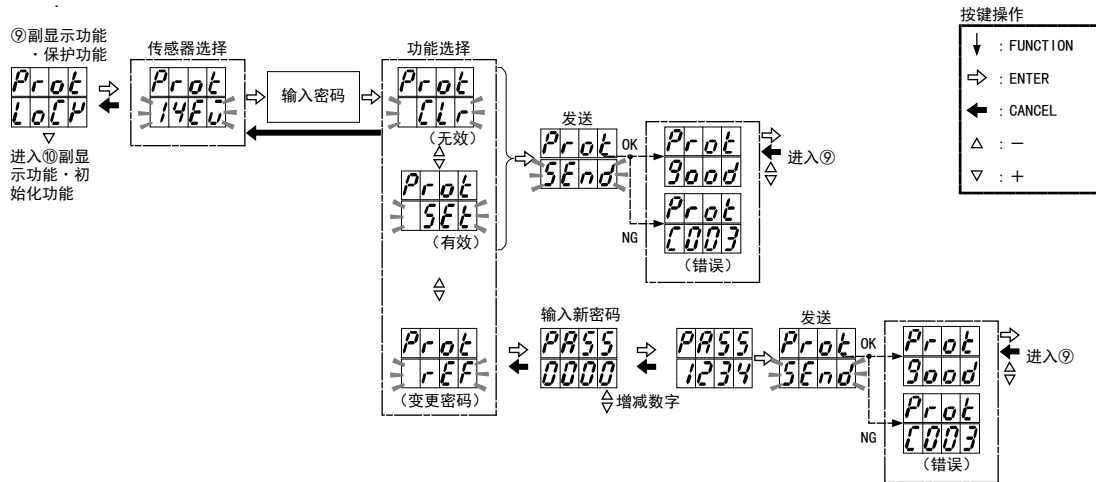 ⑨副显示功能
・保护功能
Prot
LoCK
▽
进入⑩副显
示功能・初
始化功能
传感器选择
Prot
14Ev
输入密码
功能选择
Prot
CLr
(无效)
Prot
SEt
(有效)
Prot
rEF
(变更密码)
发送
Prot
SEnd
OK
NG
Prot
good
Prot
C003
(错误)
进入⑨
输入新密码
PASS
0000
增减数字
PASS
1234
发送
Prot
SEnd
OK
NG
Prot
good
Prot
C003
(错误)
进入⑨
按键操作
↓ : FUNCTION
⇨ : ENTER
← : CANCEL
△ : －
▽ : ＋